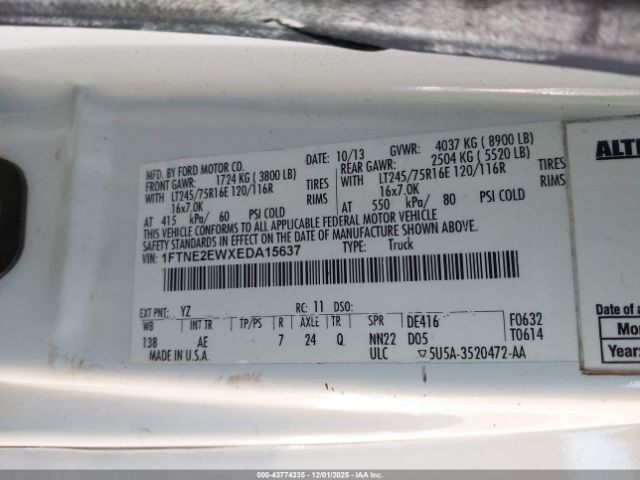 MFD. BY FORD MOTOR CO.
DATE: 10/13 GVWR: 4037 KG ( 8900 LB)
FRONT GAWR: 1724 KG ( 3800 LB) REAR GAWR: 2504 KG ( 5520 LB)
WITH LT245/75R16E 120/116R TIRES WITH LT245/75R16E 120/116R TIRES
16x7.0K RIMS 16x7.0K RIMS
AT 415 kPa/ 60 PSI COLD AT 550 kPa/ 80 PSI COLD
THIS VEHICLE CONFORMS TO ALL APPLICABLE FEDERAL MOTOR VEHICLE
SAFETY STANDARDS IN EFFECT ON THE DATE OF MANUFACTURE SHOWN ABOVE.
VIN: 1FTNE2EWXEDA15637 TYPE: Truck
EXT PNT: YZ RC: 11 DSO:
WB INT TR TP/PS R AXLE TR SPR DE416 F0632
138 AE 7 24 Q NN22 D05 T0614
MADE IN U.S.A. ULC ▽5U5A-3520472-AA
Date of
Mo
Year
000-43774335 - 12/01/2025 - IAAI.COM